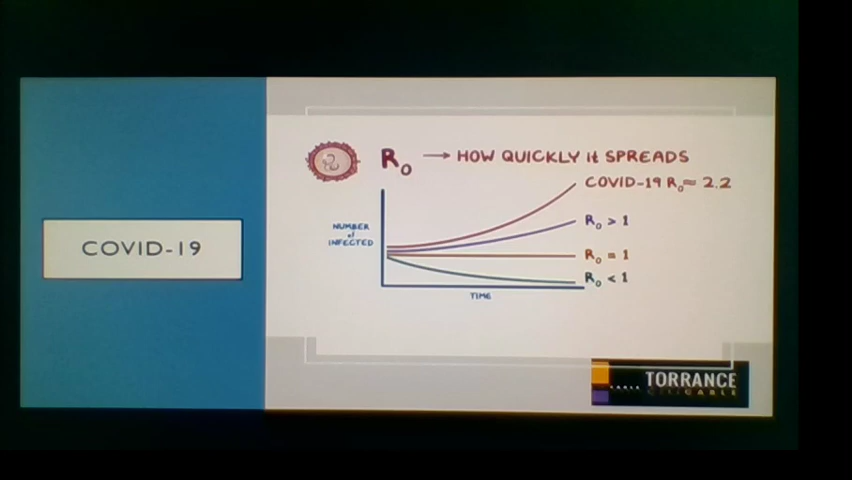 COVID-19
R₀ → HOW QUICKLY it SPREADS
COVID-19 R₀≈ 2.2
NUMBER
of
INFECTED
R₀ > 1
R₀ = 1
R₀ < 1
TIME
TORRANCE
CITICABLE